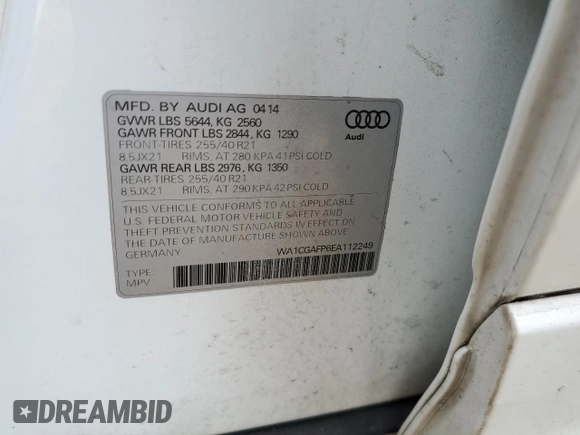 MFD. BY AUDI AG 04 14
GVWR LBS 5644, KG 2560
GAWR FRONT LBS 2844, KG 1290
FRONT-TIRES 255/40 R21
8.5JX21 RIMS, AT 280 KPA 41 PSI COLD
GAWR REAR LBS 2976, KG 1350
REAR-TIRES 255/40 R21
8.5JX21 RIMS, AT 290 KPA 42 PSI COLD
Audi
THIS VEHICLE CONFORMS TO ALL APPLICABLE
U.S. FEDERAL MOTOR VEHICLE SAFETY AND
THEFT PREVENTION STANDARDS IN EFFECT ON
THE DATE OF MANUFACTURE SHOWN ABOVE.
GERMANY WA1CGAFP6EA112249
TYPE
MPV
DREAMBID